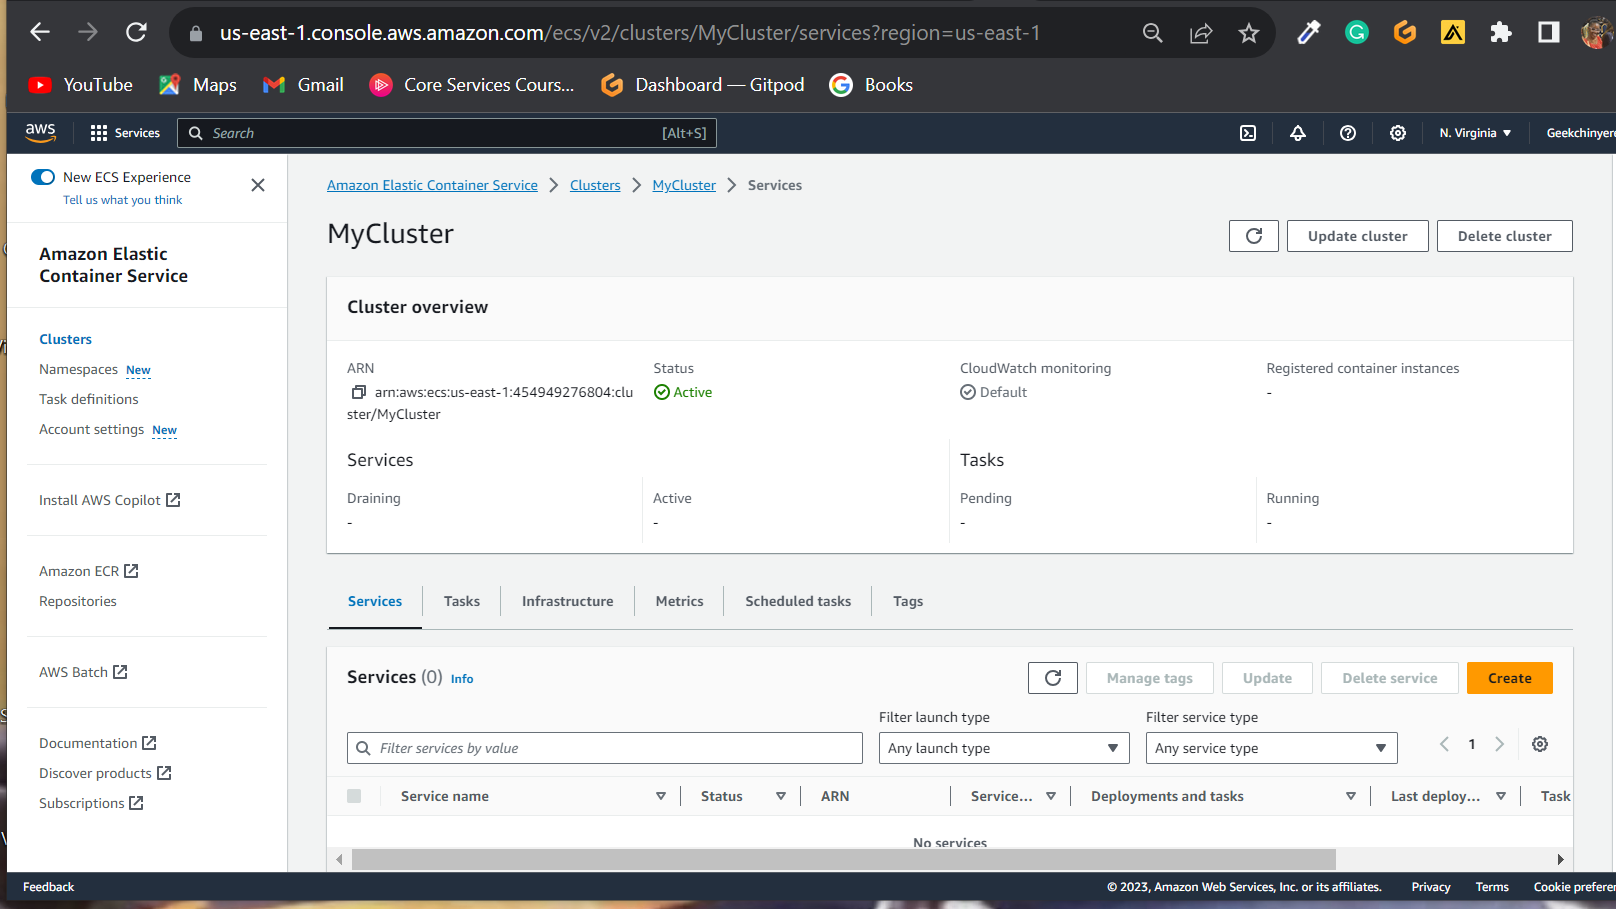 us-east-1.console.aws.amazon.com/ecs/v2/clusters/MyCluster/services?region=us-east-1
YouTube Maps Gmail Core Services Cours... Dashboard — Gitpod Books
aws Services Search [Alt+S] N. Virginia ▼ Geekchinyere
New ECS Experience
Tell us what you think
Amazon Elastic
Container Service
Clusters
Namespaces New
Task definitions
Account settings New
Install AWS Copilot
Amazon ECR
Repositories
AWS Batch
Documentation
Discover products
Subscriptions
Amazon Elastic Container Service > Clusters > MyCluster > Services
MyCluster
Update cluster Delete cluster
Cluster overview
ARN Status CloudWatch monitoring Registered container instances
arn:aws:ecs:us-east-1:454949276804:clu Active Default -
ster/MyCluster
Services Tasks
Draining Active Pending Running
- - - -
Services Tasks Infrastructure Metrics Scheduled tasks Tags
Services (0) Info Manage tags Update Delete service Create
Filter launch type Filter service type
Filter services by value Any launch type Any service type 1
Service name Status ARN Service... Deployments and tasks Last deploy... Task
No services
Feedback © 2023, Amazon Web Services, Inc. or its affiliates. Privacy Terms Cookie prefere